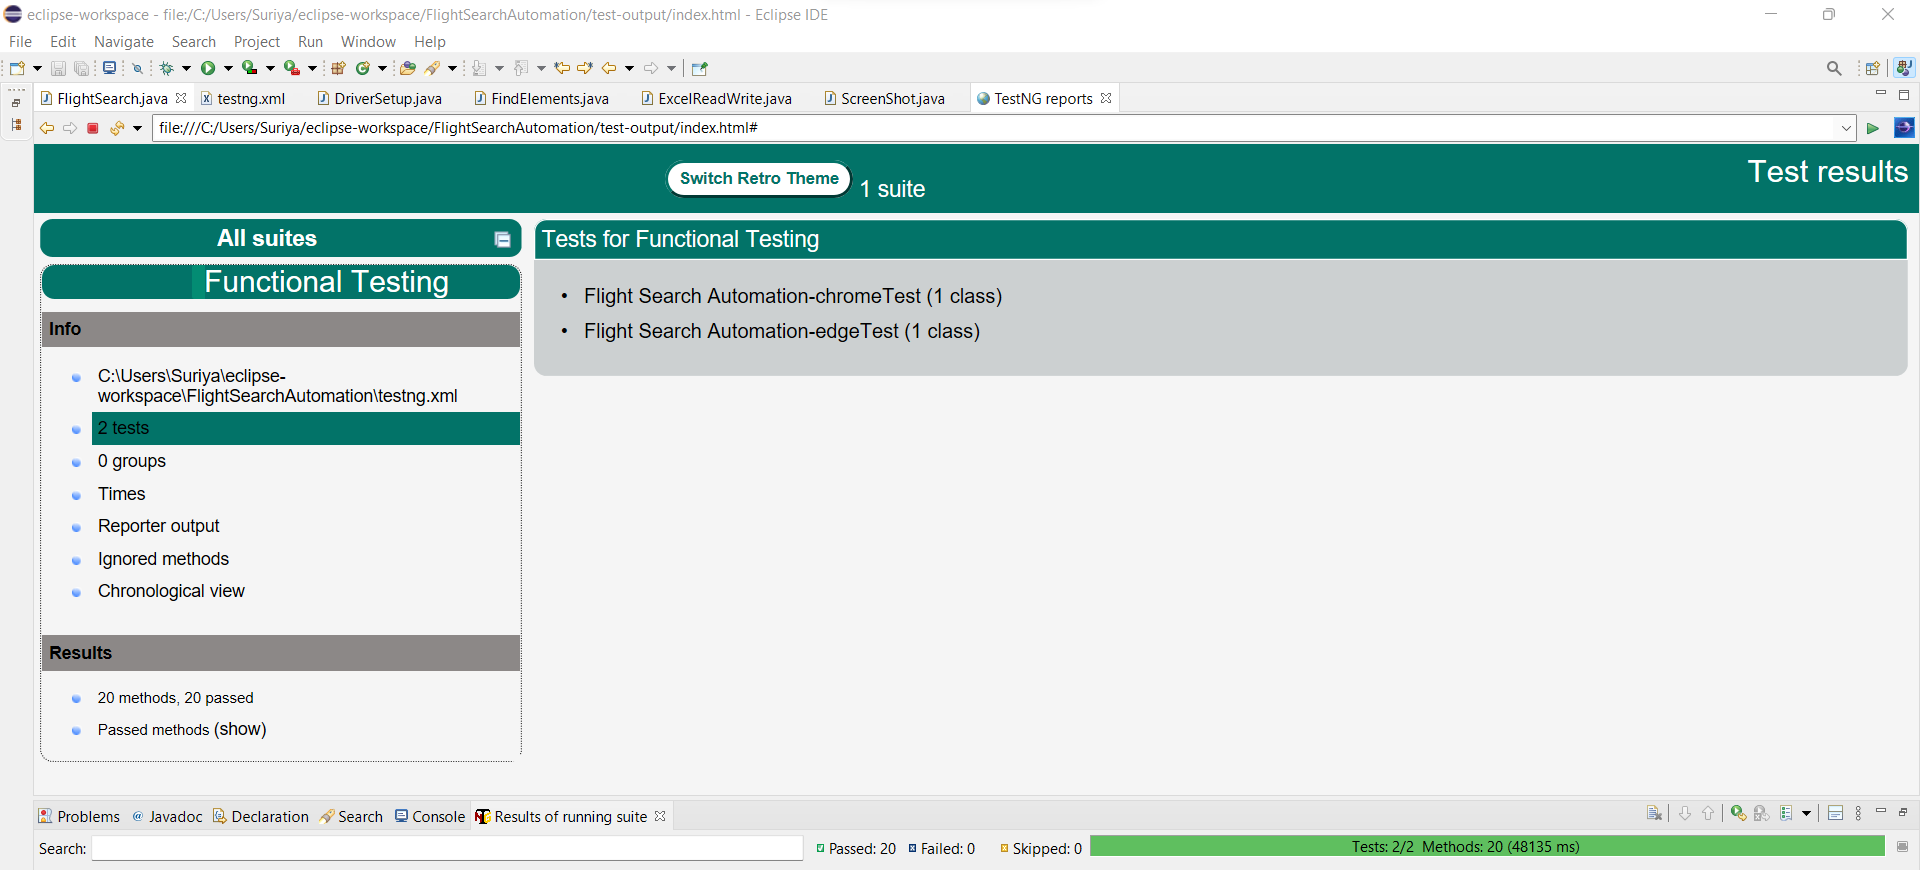 eclipse-workspace - file:/C:/Users/Suriya/eclipse-workspace/FlightSearchAutomation/test-output/index.html - Eclipse IDE
File Edit Navigate Search Project Run Window Help
FlightSearch.java testng.xml DriverSetup.java FindElements.java ExcelReadWrite.java ScreenShot.java TestNG reports
file:///C:/Users/Suriya/eclipse-workspace/FlightSearchAutomation/test-output/index.html#
Test results
Switch Retro Theme 1 suite
All suites
Functional Testing
Info
C:\Users\Suriya\eclipse-
workspace\FlightSearchAutomation\testng.xml
2 tests
0 groups
Times
Reporter output
Ignored methods
Chronological view
Results
20 methods, 20 passed
Passed methods (show)
Tests for Functional Testing
• Flight Search Automation-chromeTest (1 class)
• Flight Search Automation-edgeTest (1 class)
Problems @ Javadoc Declaration Search Console Results of running suite
Search: Passed: 20 Failed: 0 Skipped: 0 Tests: 2/2 Methods: 20 (48135 ms)